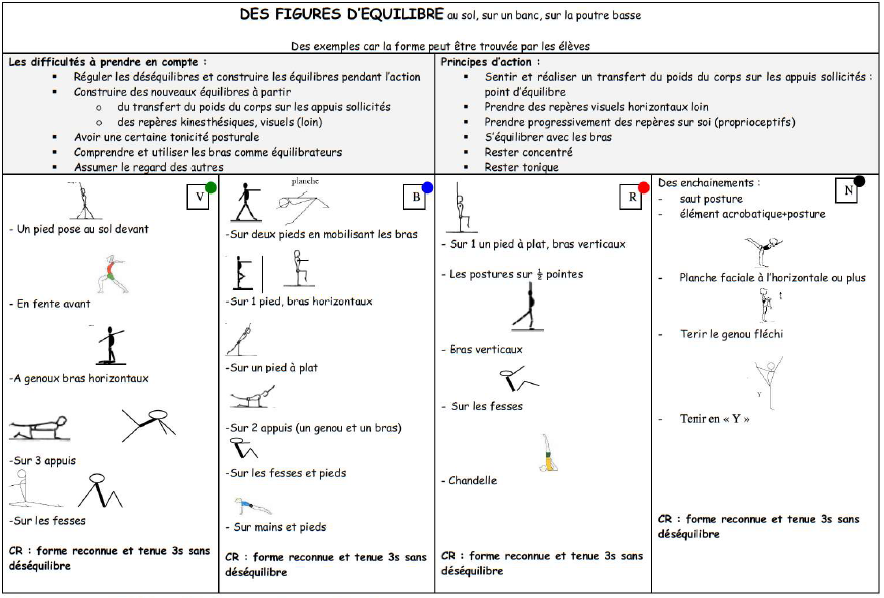 DES FIGURES D'EQUILIBRE au sol, sur un banc, sur la poutre basse
Des exemples car la forme peut être trouvée par les élèves
Les difficultés à prendre en compte :
▪ Réguler les déséquilibres et construire les équilibres pendant l'action
▪ Construire des nouveaux équilibres à partir
o du transfert du poids du corps sur les appuis sollicités
o des repères kinesthésiques, visuels (loin)
▪ Avoir une certaine tonicité posturale
▪ Comprendre et utiliser les bras comme équilibrateurs
▪ Assumer le regard des autres
Principes d'action :
▪ Sentir et réaliser un transfert du poids du corps sur les appuis sollicités :
point d'équilibre
▪ Prendre des repères visuels horizontaux loin
▪ Prendre progressivement des repères sur soi (proprioceptifs)
▪ S'équilibrer avec les bras
▪ Rester concentré
▪ Rester tonique
V
- Un pied pose au sol devant
- En fente avant
-A genoux bras horizontaux
-Sur 3 appuis
-Sur les fesses
CR : forme reconnue et tenue 3s sans
déséquilibre
planche
B
-Sur deux pieds en mobilisant les bras
-Sur 1 pied, bras horizontaux
-Sur un pied à plat
-Sur 2 appuis (un genou et un bras)
-Sur les fesses et pieds
- Sur mains et pieds
CR : forme reconnue et tenue 3s sans
déséquilibre
R
- Sur 1 un pied à plat, bras verticaux
- Les postures sur ½ pointes
- Bras verticaux
- Sur les fesses
- Chandelle
CR : forme reconnue et tenue 3s sans
déséquilibre
Des enchainements :
N
- saut posture
- élément acrobatique+posture
- Planche faciale à l'horizontale ou plus
- Terir le genou fléchi
Y
- Tenir en « Y »
CR : forme reconnue et tenue 3s sans
déséquilibre